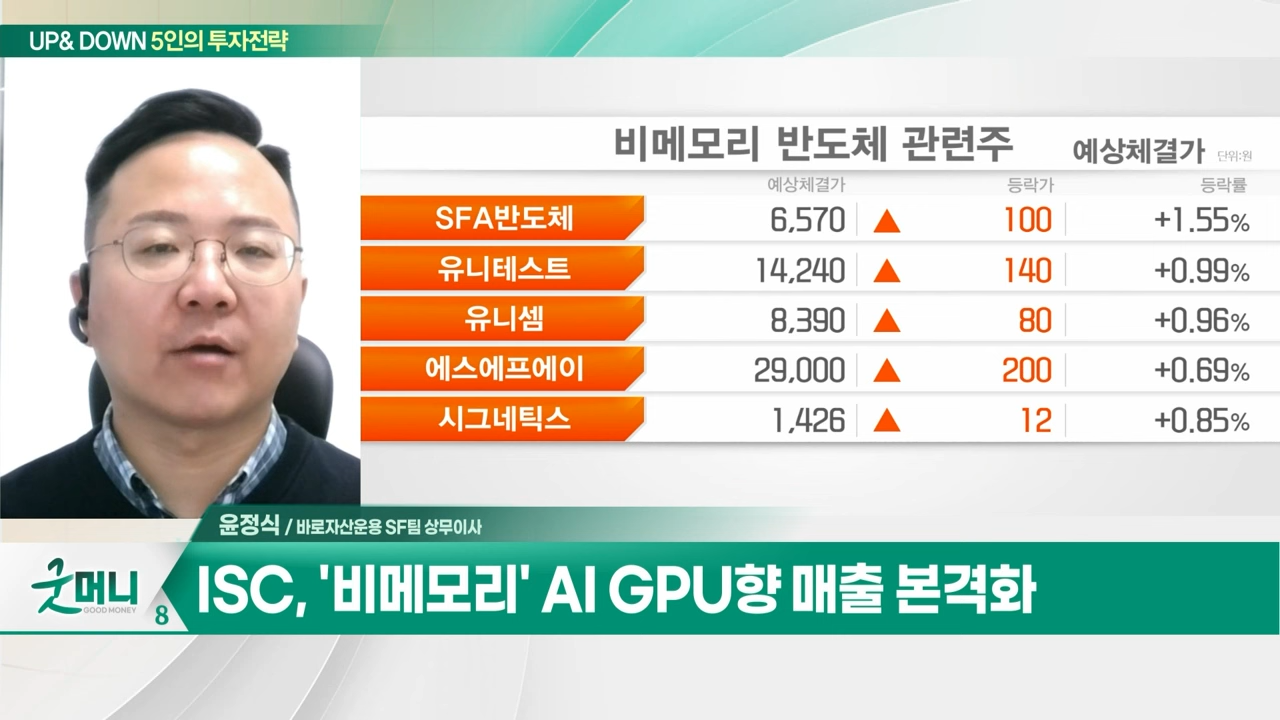 UP& DOWN 5인의 투자전략
비메모리 반도체 관련주 예상체결가 단위:원
예상체결가 등락가 등락률
SFA반도체 6,570 ▲ 100 +1.55%
유니테스트 14,240 ▲ 140 +0.99%
유니셈 8,390 ▲ 80 +0.96%
에스에프에이 29,000 ▲ 200 +0.69%
시그네틱스 1,426 ▲ 12 +0.85%
윤정식 / 바로자산운용 SF팀 상무이사
굿머니
GOOD MONEY
8
ISC, '비메모리' AI GPU향 매출 본격화